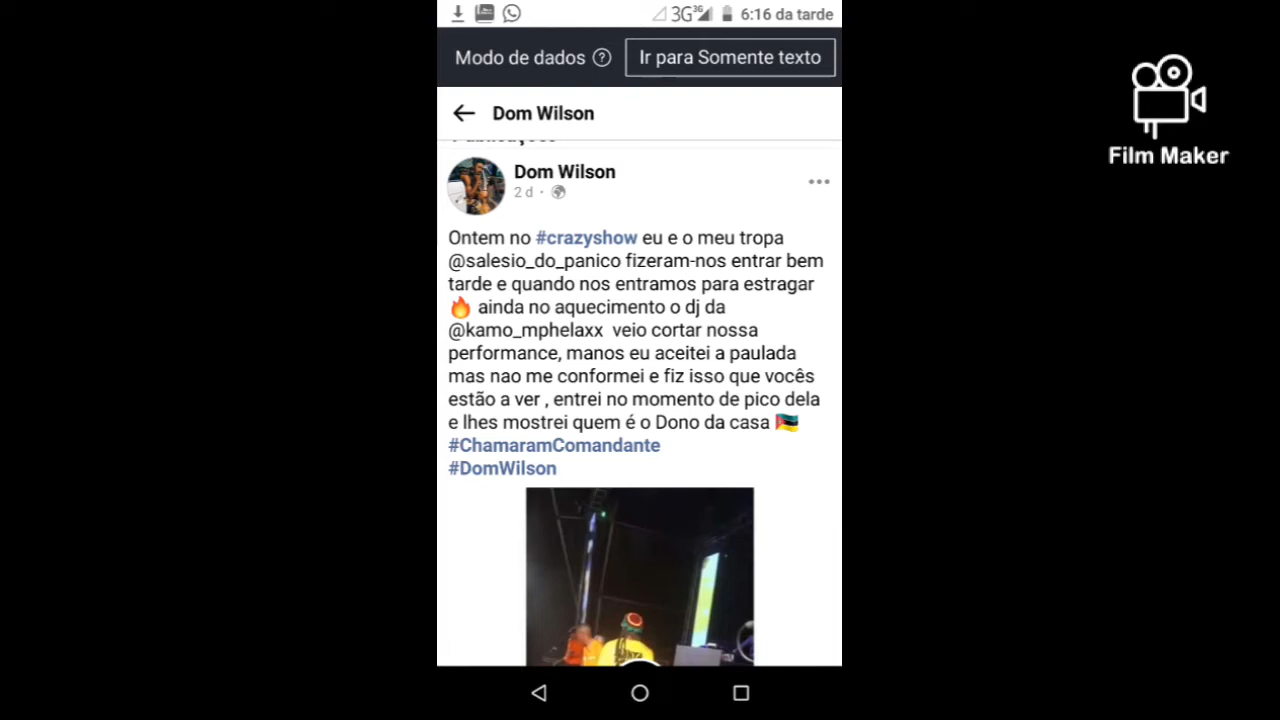 3G 3G 6:16 da tarde
Modo de dados ? Ir para Somente texto
Dom Wilson
Film Maker
Dom Wilson
2 d ·
Ontem no #crazyshow eu e o meu tropa
@salesio_do_panico fizeram-nos entrar bem
tarde e quando nos entramos para estragar
🔥 ainda no aquecimento o dj da
@kamo_mphelaxx veio cortar nossa
performance, manos eu aceitei a paulada
mas nao me conformei e fiz isso que vocês
estão a ver , entrei no momento de pico dela
e lhes mostrei quem é o Dono da casa 🇲🇿
#ChamaramComandante
#DomWilson